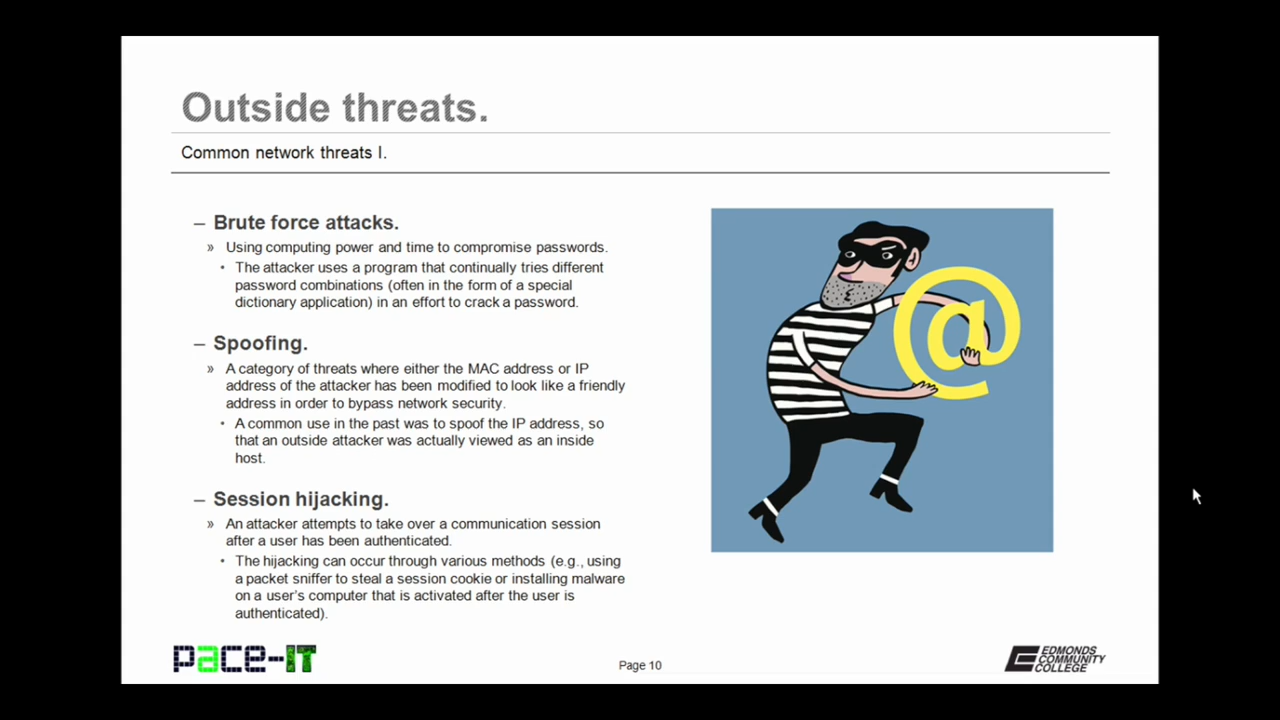 Outside threats.
Common network threats I.
– Brute force attacks.
» Using computing power and time to compromise passwords.
• The attacker uses a program that continually tries different
password combinations (often in the form of a special
dictionary application) in an effort to crack a password.
– Spoofing.
» A category of threats where either the MAC address or IP
address of the attacker has been modified to look like a friendly
address in order to bypass network security.
• A common use in the past was to spoof the IP address, so
that an outside attacker was actually viewed as an inside
host.
– Session hijacking.
» An attacker attempts to take over a communication session
after a user has been authenticated.
• The hijacking can occur through various methods (e.g., using
a packet sniffer to steal a session cookie or installing malware
on a user's computer that is activated after the user is
authenticated).
@
pace-IT
Page 10
EDMONDS
COMMUNITY
COLLEGE